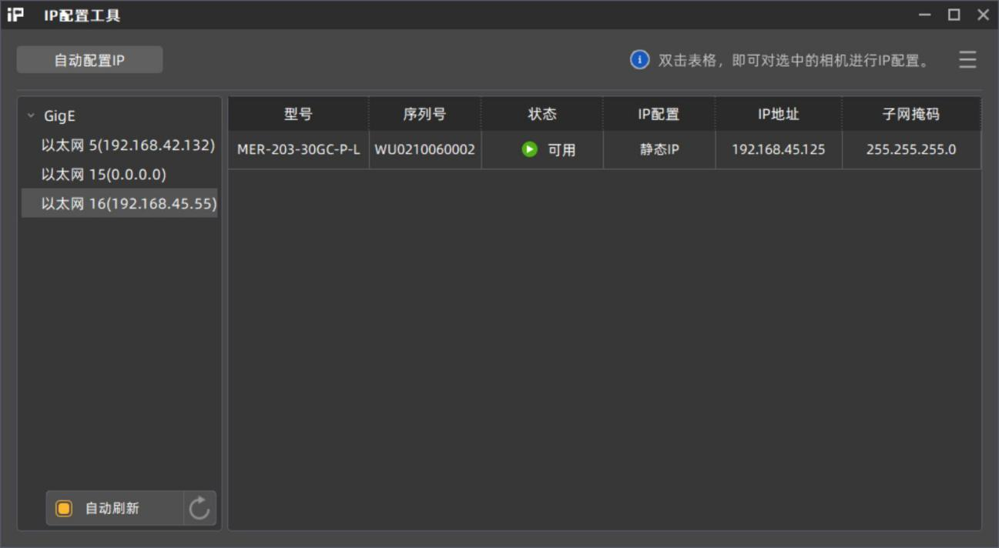 iP IP配置工具
自动配置IP
i 双击表格，即可对选中的相机进行IP配置。
GigE
以太网 5(192.168.42.132)
以太网 15(0.0.0.0)
以太网 16(192.168.45.55)
型号 序列号 状态 IP配置 IP地址 子网掩码
MER-203-30GC-P-L WU0210060002 可用 静态IP 192.168.45.125 255.255.255.0
自动刷新